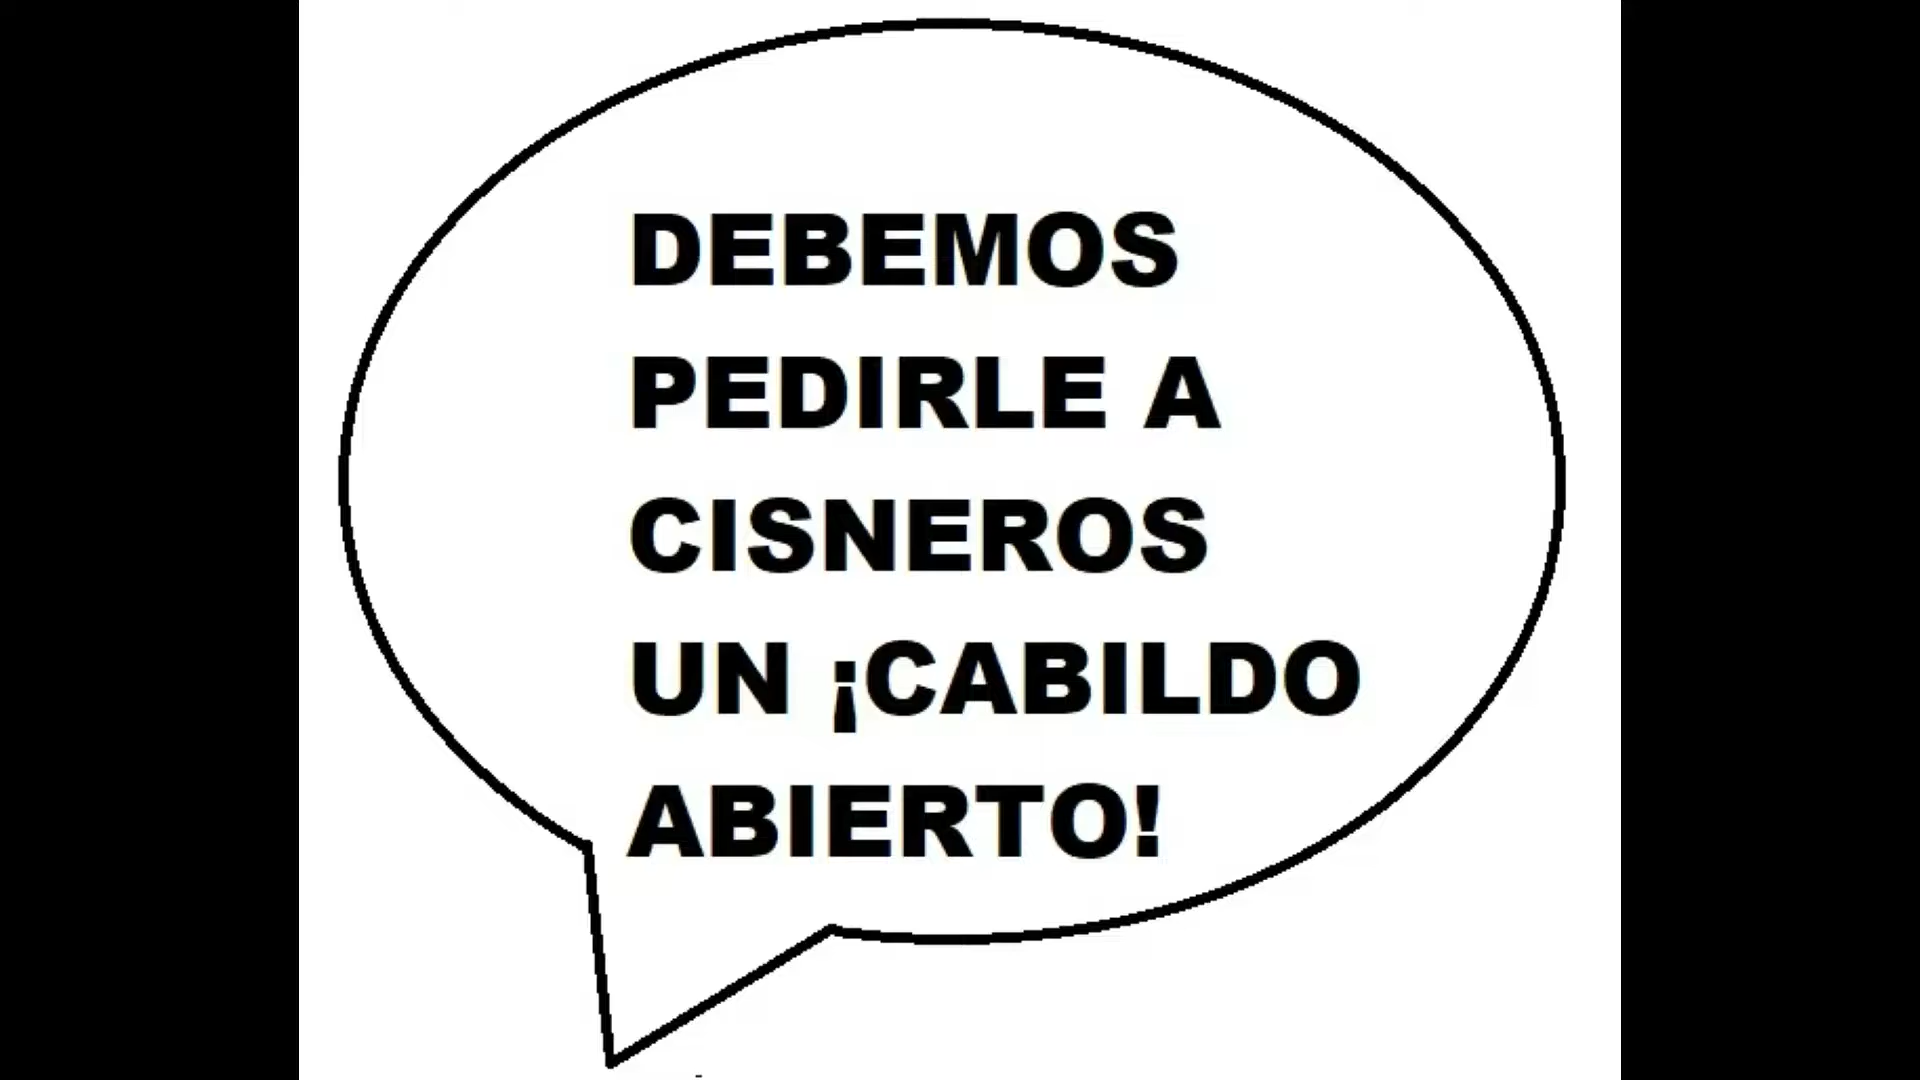 DEBEMOS
PEDIRLE A
CISNEROS
UN ¡CABILDO
ABIERTO!